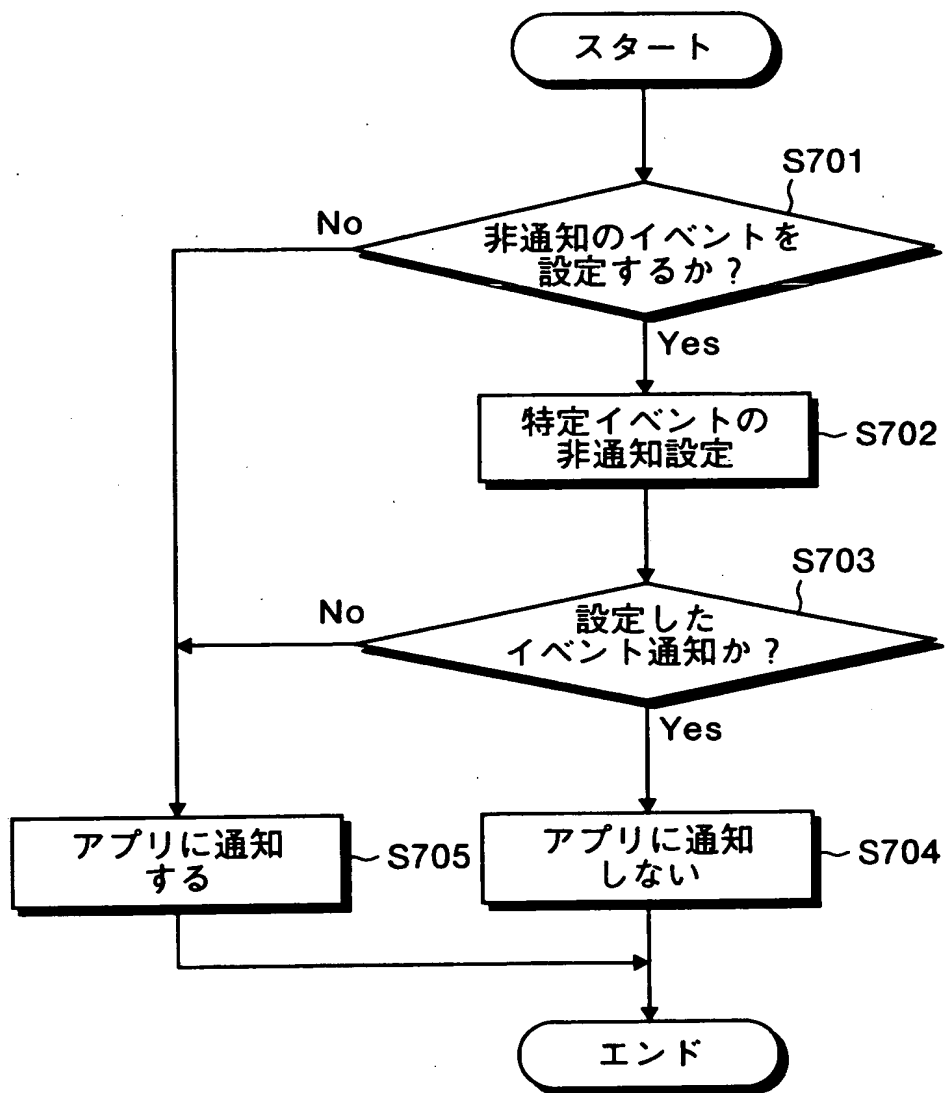 スタート
S701
No
非通知のイベントを
設定するか?
Yes
特定イベントの
非通知設定
S702
S703
No
設定した
イベント通知か?
Yes
アプリに通知
する
S705
アプリに通知
しない
S704
エンド